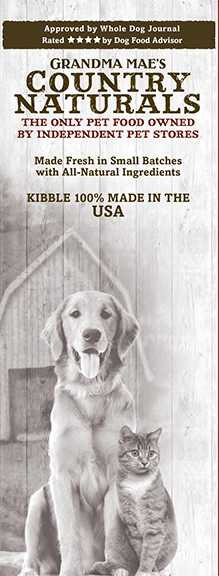 Approved by Whole Dog Journal
Rated ★★★★ by Dog Food Advisor
GRANDMA MAE'S
COUNTRY
NATURALS
THE ONLY PET FOOD OWNED
BY INDEPENDENT PET STORES
Made Fresh in Small Batches
with All-Natural Ingredients
KIBBLE 100% MADE IN THE
USA